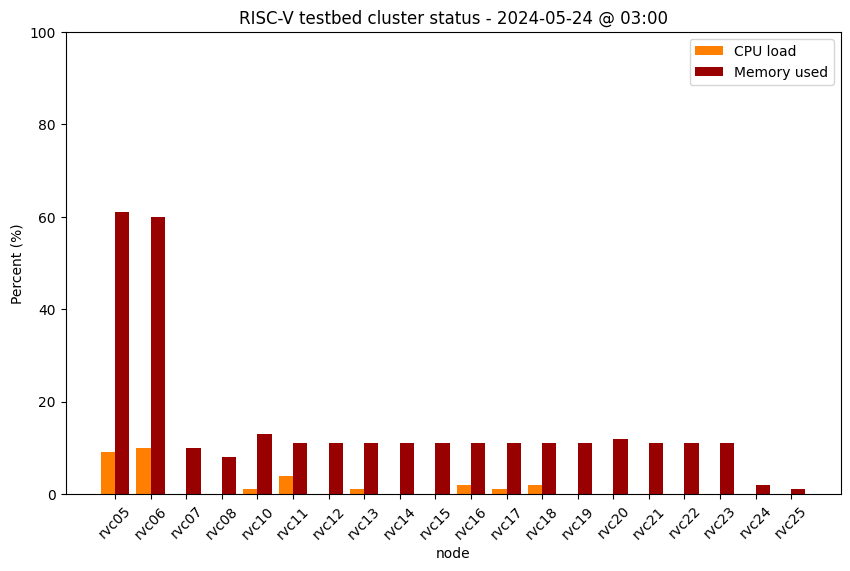 RISC-V testbed cluster status - 2024-05-24 @ 03:00
CPU load
Memory used
Percent (%)
100
80
60
40
20
0
rvc05
rvc06
rvc07
rvc08
rvc10
rvc11
rvc12
rvc13
rvc14
rvc15
rvc16
rvc17
rvc18
rvc19
rvc20
rvc21
rvc22
rvc23
rvc24
rvc25
node